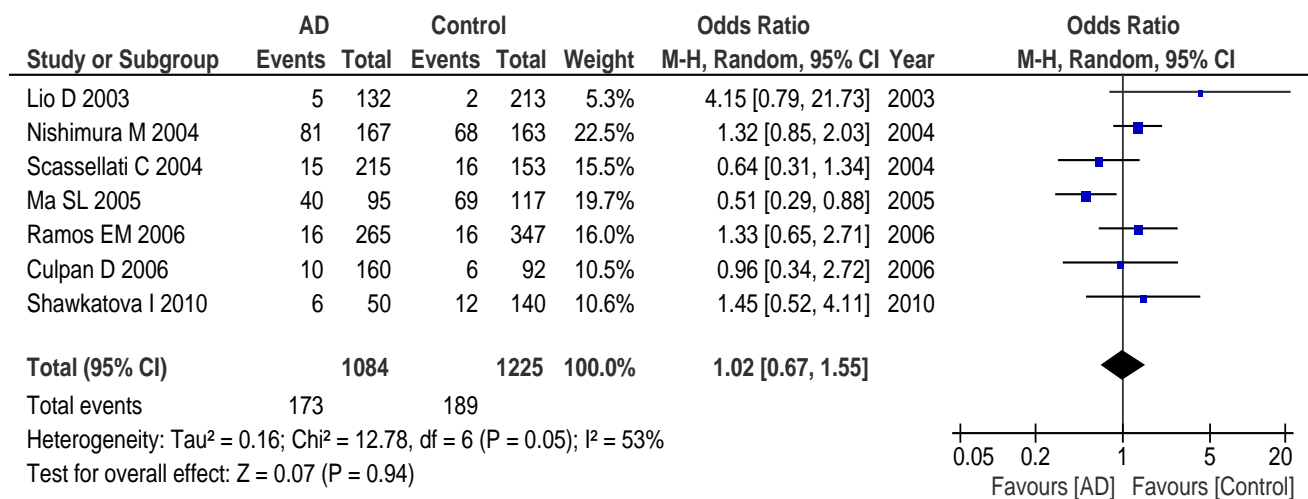 AD Control Odds Ratio Odds Ratio
Study or Subgroup Events Total Events Total Weight M-H, Random, 95% CI Year M-H, Random, 95% CI
Lio D 2003 5 132 2 213 5.3% 4.15 [0.79, 21.73] 2003
Nishimura M 2004 81 167 68 163 22.5% 1.32 [0.85, 2.03] 2004
Scassellati C 2004 15 215 16 153 15.5% 0.64 [0.31, 1.34] 2004
Ma SL 2005 40 95 69 117 19.7% 0.51 [0.29, 0.88] 2005
Ramos EM 2006 16 265 16 347 16.0% 1.33 [0.65, 2.71] 2006
Culpan D 2006 10 160 6 92 10.5% 0.96 [0.34, 2.72] 2006
Shawkatova I 2010 6 50 12 140 10.6% 1.45 [0.52, 4.11] 2010
Total (95% CI) 1084 1225 100.0% 1.02 [0.67, 1.55]
Total events 173 189
Heterogeneity: Tau² = 0.16; Chi² = 12.78, df = 6 (P = 0.05); I² = 53%
Test for overall effect: Z = 0.07 (P = 0.94)
0.05 0.2 1 5 20
Favours [AD] Favours [Control]